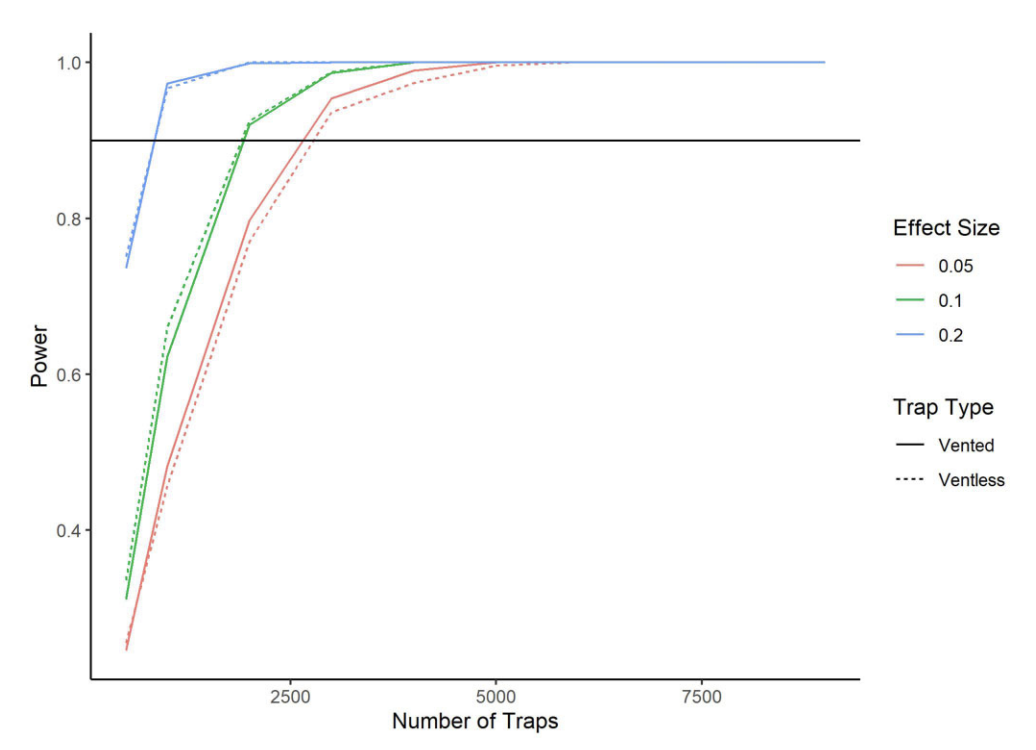 1.0
0.8
0.6
0.4
Power
2500 5000 7500
Number of Traps
Effect Size
0.05
0.1
0.2
Trap Type
Vented
Ventless